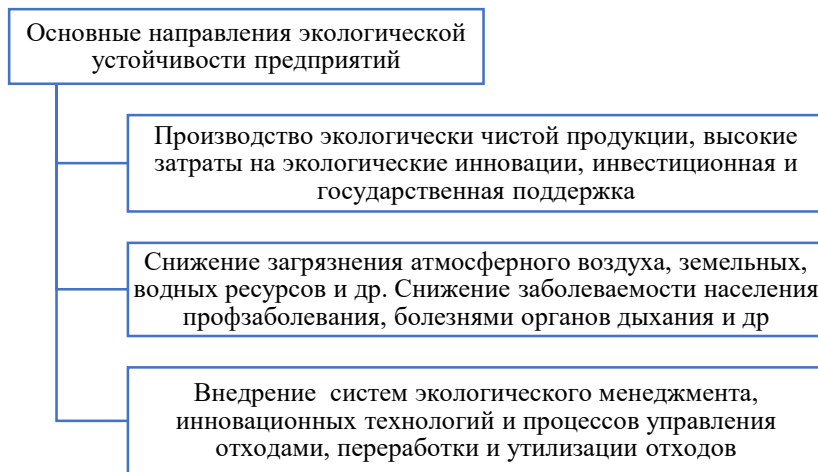 Основные направления экологической
устойчивости предприятий
Производство экологически чистой продукции, высокие
затраты на экологические инновации, инвестиционная и
государственная поддержка
Снижение загрязнения атмосферного воздуха, земельных,
водных ресурсов и др. Снижение заболеваемости населения
профзаболевания, болезнями органов дыхания и др
Внедрение  систем экологического менеджмента,
инновационных технологий и процессов управления
отходами, переработки и утилизации отходов